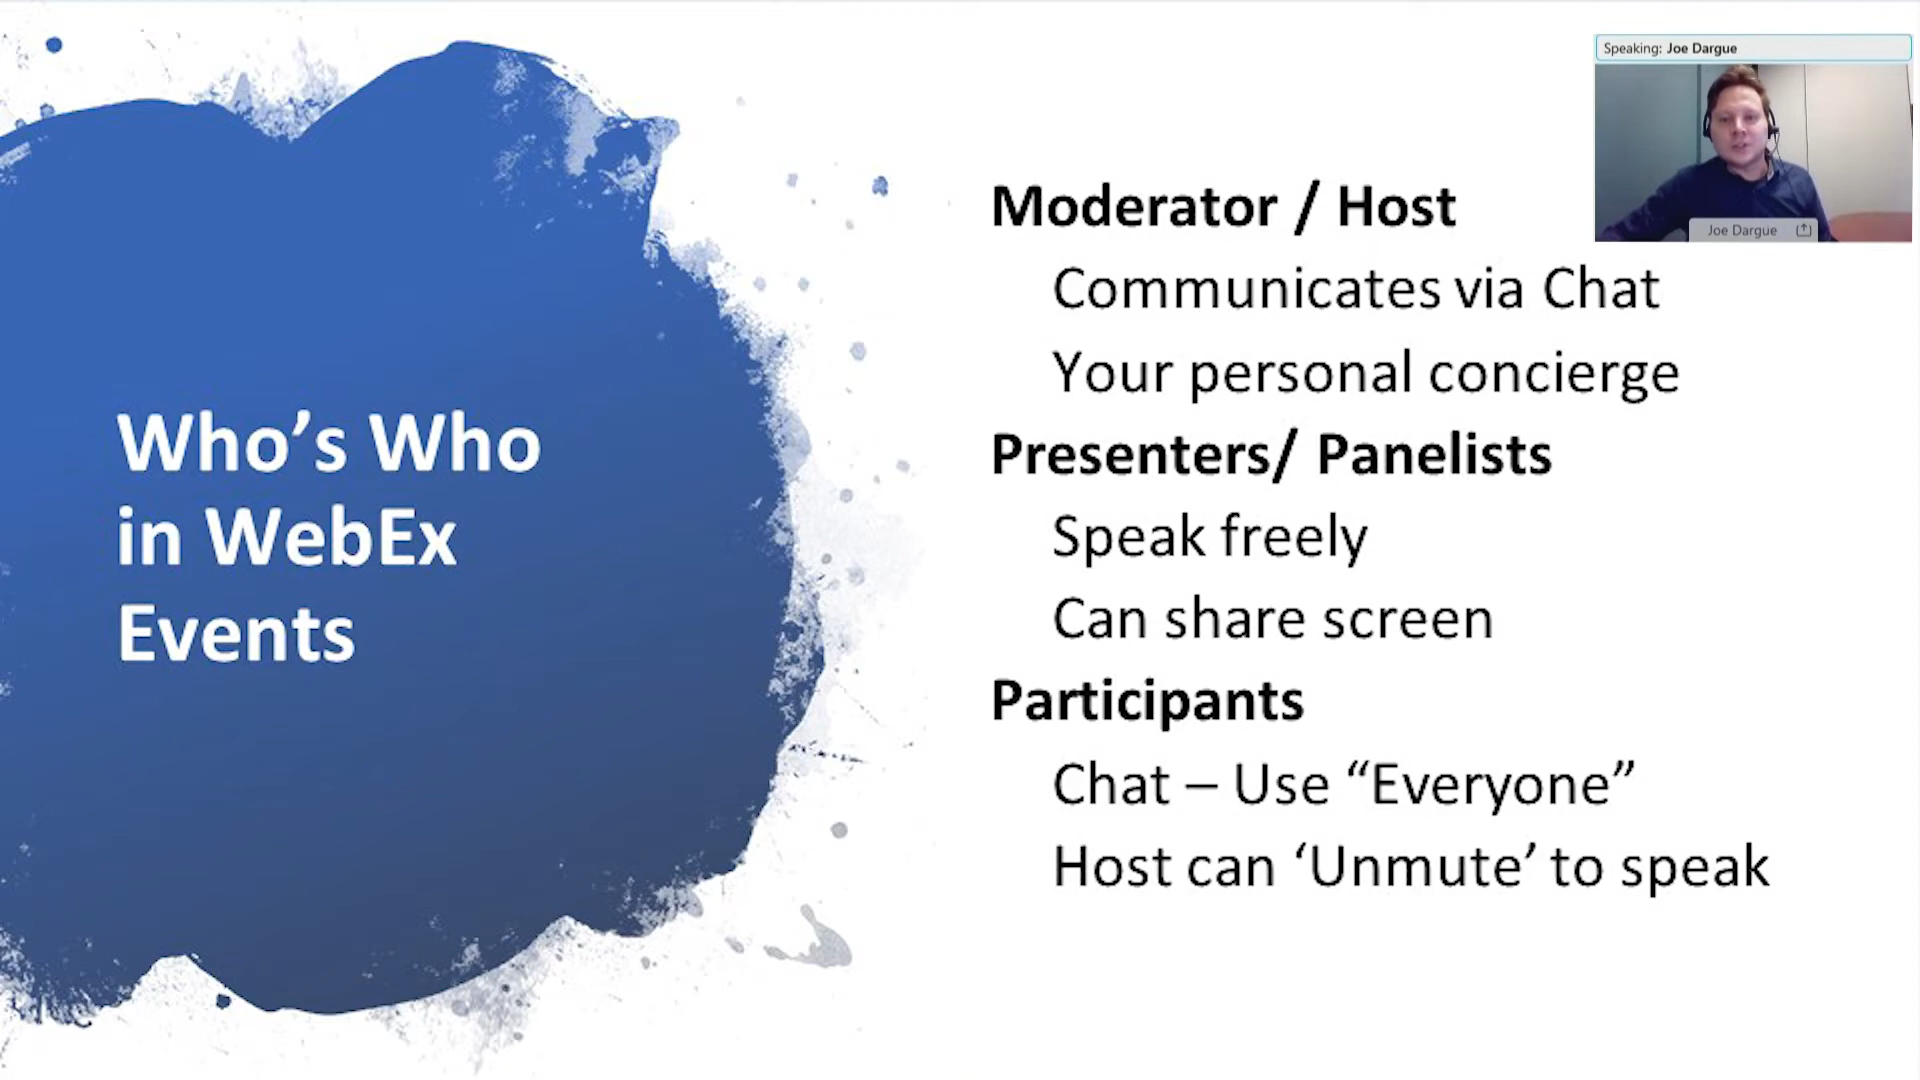 Speaking: Joe Dargue
Joe Dargue
Who’s Who
in WebEx
Events
Moderator / Host
Communicates via Chat
Your personal concierge
Presenters/ Panelists
Speak freely
Can share screen
Participants
Chat – Use “Everyone”
Host can ‘Unmute’ to speak